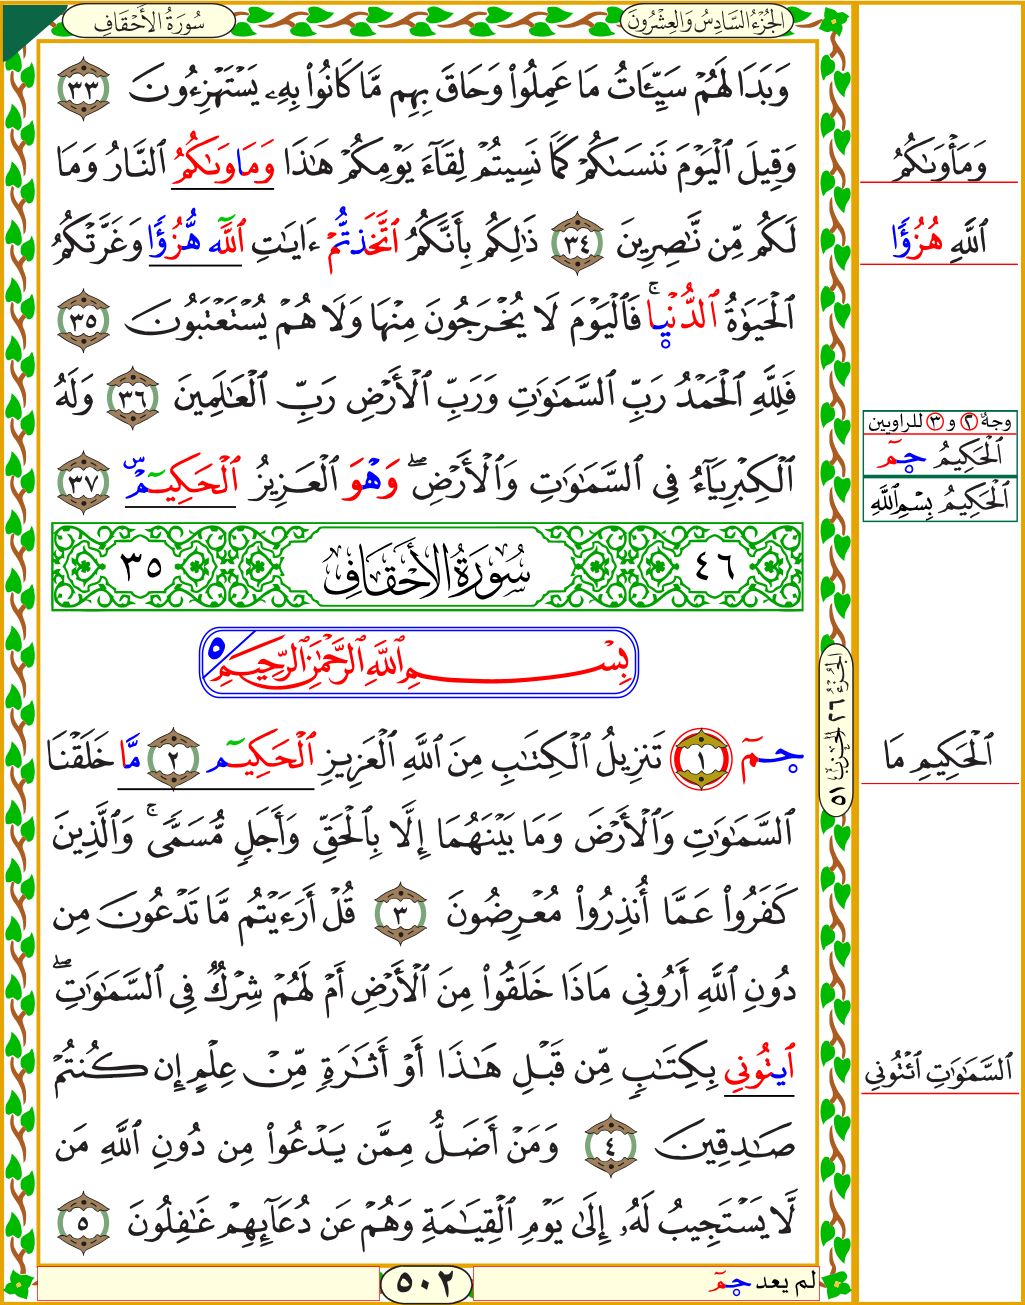 سُورَةُ الأَحْقَافِ
الجُزْءُ السَّادِسُ وَالعِشْرُونَ
وَبَدَا لَهُمْ سَيِّئَاتُ مَا عَمِلُوا۟ وَحَاقَ بِهِم مَّا كَانُوا۟ بِهِۦ يَسْتَهْزِءُونَ ٣٣
وَقِيلَ ٱلْيَوْمَ نَنسَىٰكُمْ كَمَا نَسِيتُمْ لِقَآءَ يَوْمِكُمْ هَٰذَا وَمَاوَىٰكُمُ ٱلنَّارُ وَمَا
وَمَأْوَىٰكُمُ
لَكُم مِّن نَّٰصِرِينَ ٣٤ ذَٰلِكُم بِأَنَّكُمُ ٱتَّخَذتُّمْ ءَايَٰتِ ٱللَّهِ هُّزُؤًا وَغَرَّتْكُمُ
ٱللَّهِ هُزُؤًا
ٱلْحَيَوٰةُ ٱلدُّنْيَا ۚ فَٱلْيَوْمَ لَا يُخْرَجُونَ مِنْهَا وَلَا هُمْ يُسْتَعْتَبُونَ ٣٥
فَلِلَّهِ ٱلْحَمْدُ رَبِّ ٱلسَّمَٰوَٰتِ وَرَبِّ ٱلْأَرْضِ رَبِّ ٱلْعَٰلَمِينَ ٣٦ وَلَهُ
وجهُ ٢ و ٣ للراويين
ٱلْحَكِيمُ حمٓ
ٱلْكِبْرِيَآءُ فِى ٱلسَّمَٰوَٰتِ وَٱلْأَرْضِ ۖ وَهْوَ ٱلْعَزِيزُ ٱلْحَكِيم ٣٧
ٱلْحَكِيمُ بِسْمِ ٱللَّهِ
٤٦ سُورَةُ الأَحْقَافِ ٣٥
بِسْمِ ٱللَّهِ ٱلرَّحْمَٰنِ ٱلرَّحِيمِ ٥
حمٓ ١ تَنزِيلُ ٱلْكِتَٰبِ مِنَ ٱللَّهِ ٱلْعَزِيزِ ٱلْحَكِيم ٢ مَّا خَلَقْنَا
ٱلْحَكِيمِ مَا
ٱلسَّمَٰوَٰتِ وَٱلْأَرْضَ وَمَا بَيْنَهُمَا إِلَّا بِٱلْحَقِّ وَأَجَلٍ مُّسَمًّى ۚ وَٱلَّذِينَ
كَفَرُوا۟ عَمَّا أُنذِرُوا۟ مُعْرِضُونَ ٣ قُلْ أَرَءَيْتُم مَّا تَدْعُونَ مِن
دُونِ ٱللَّهِ أَرُونِى مَاذَا خَلَقُوا۟ مِنَ ٱلْأَرْضِ أَمْ لَهُمْ شِرْكٌ فِى ٱلسَّمَٰوَٰتِ ۖ
ٱيتُونِى بِكِتَٰبٍ مِّن قَبْلِ هَٰذَا أَوْ أَثَٰرَةٍ مِّنْ عِلْمٍ إِن كُنتُمْ
ٱلسَّمَٰوَٰتِ ٱئْتُونِى
صَٰدِقِينَ ٤ وَمَنْ أَضَلُّ مِمَّن يَدْعُوا۟ مِن دُونِ ٱللَّهِ مَن
لَّا يَسْتَجِيبُ لَهُۥ إِلَىٰ يَوْمِ ٱلْقِيَٰمَةِ وَهُمْ عَن دُعَآئِهِمْ غَٰفِلُونَ ٥
الجُزْءُ ٢٦ الحِزْبُ ٥١
لم يعد حمٓ
٥٠٢